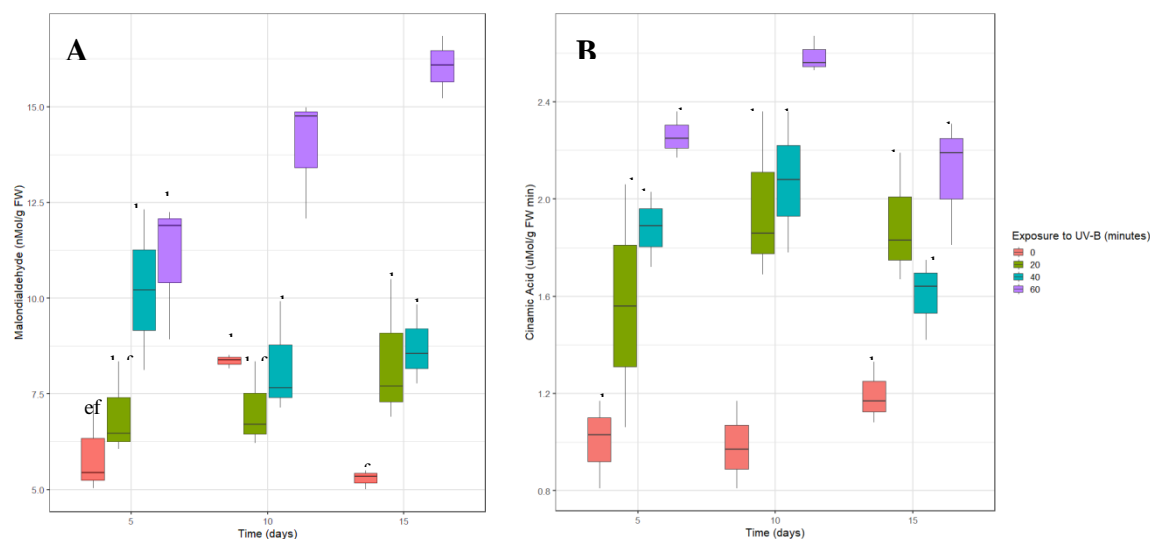 A
B
15.0
12.5
10.0
7.5
5.0
ef
5
10
15
Time (days)
Malondialdehyde (nMol/g FW)
2.4
2.0
1.6
1.2
0.8
5
10
15
Time (days)
Cinamic Acid (uMol/g FW min)
Exposure to UV-B (minutes)
0
20
40
60